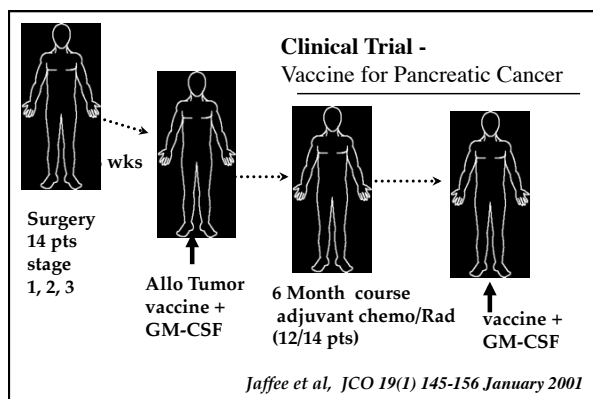 Clinical Trial -
Vaccine for Pancreatic Cancer
wks
Surgery
14 pts
stage
1, 2, 3
Allo Tumor
vaccine +
GM-CSF
6 Month course
adjuvant chemo/Rad
(12/14 pts)
vaccine +
GM-CSF
Jaffee et al, JCO 19(1) 145-156 January 2001